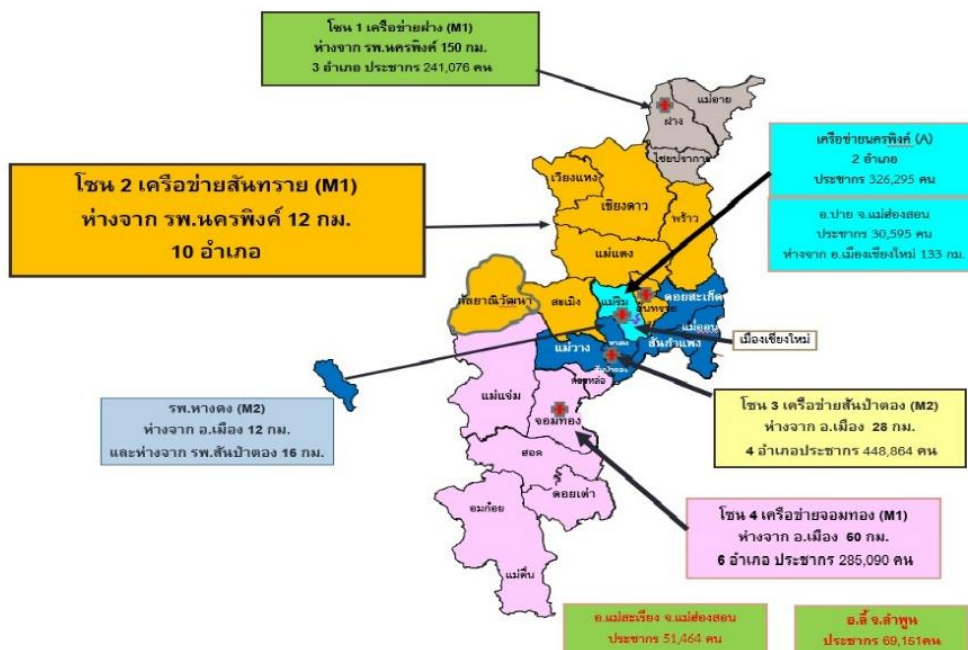 โซน 1 เครือข่ายฝาง (M1)
ห่างจาก รพ.นครพิงค์ 150 กม.
3 อำเภอ ประชากร 241,076 คน
แม่อาย
ฝาง
ไชยปราการ
เครือข่ายนครพิงค์ (A)
2 อำเภอ
ประชากร 326,295 คน
อ.ปาย จ.แม่ฮ่องสอน
ประชากร 30,595 คน
ห่างจาก อ.เมืองเชียงใหม่ 133 กม.
โซน 2 เครือข่ายสันทราย (M1)
ห่างจาก รพ.นครพิงค์ 12 กม.
10 อำเภอ
เวียงแหง
เชียงดาว
พร้าว
แม่แตง
กัลยาณิวัฒนา
สะเมิง
แม่ริม
สันทราย
ดอยสะเก็ด
แม่ออน
สันกำแพง
เมืองเชียงใหม่
แม่วาง
ดอยหล่อ
แม่แจ่ม
จอมทอง
ฮอด
ดอยเต่า
อมก๋อย
แม่ตื่น
รพ.หางดง (M2)
ห่างจาก อ.เมือง 12 กม.
และห่างจาก รพ.สันป่าตอง 16 กม.
โซน 3 เครือข่ายสันป่าตอง (M2)
ห่างจาก อ.เมือง 28 กม.
4 อำเภอประชากร 448,864 คน
โซน 4 เครือข่ายจอมทอง (M1)
ห่างจาก อ.เมือง 60 กม.
6 อำเภอ ประชากร 285,090 คน
อ.แม่สะเรียง จ.แม่ฮ่องสอน
ประชากร 51,464 คน
อ.ลี้ จ.ลำพูน
ประชากร 69,151คน